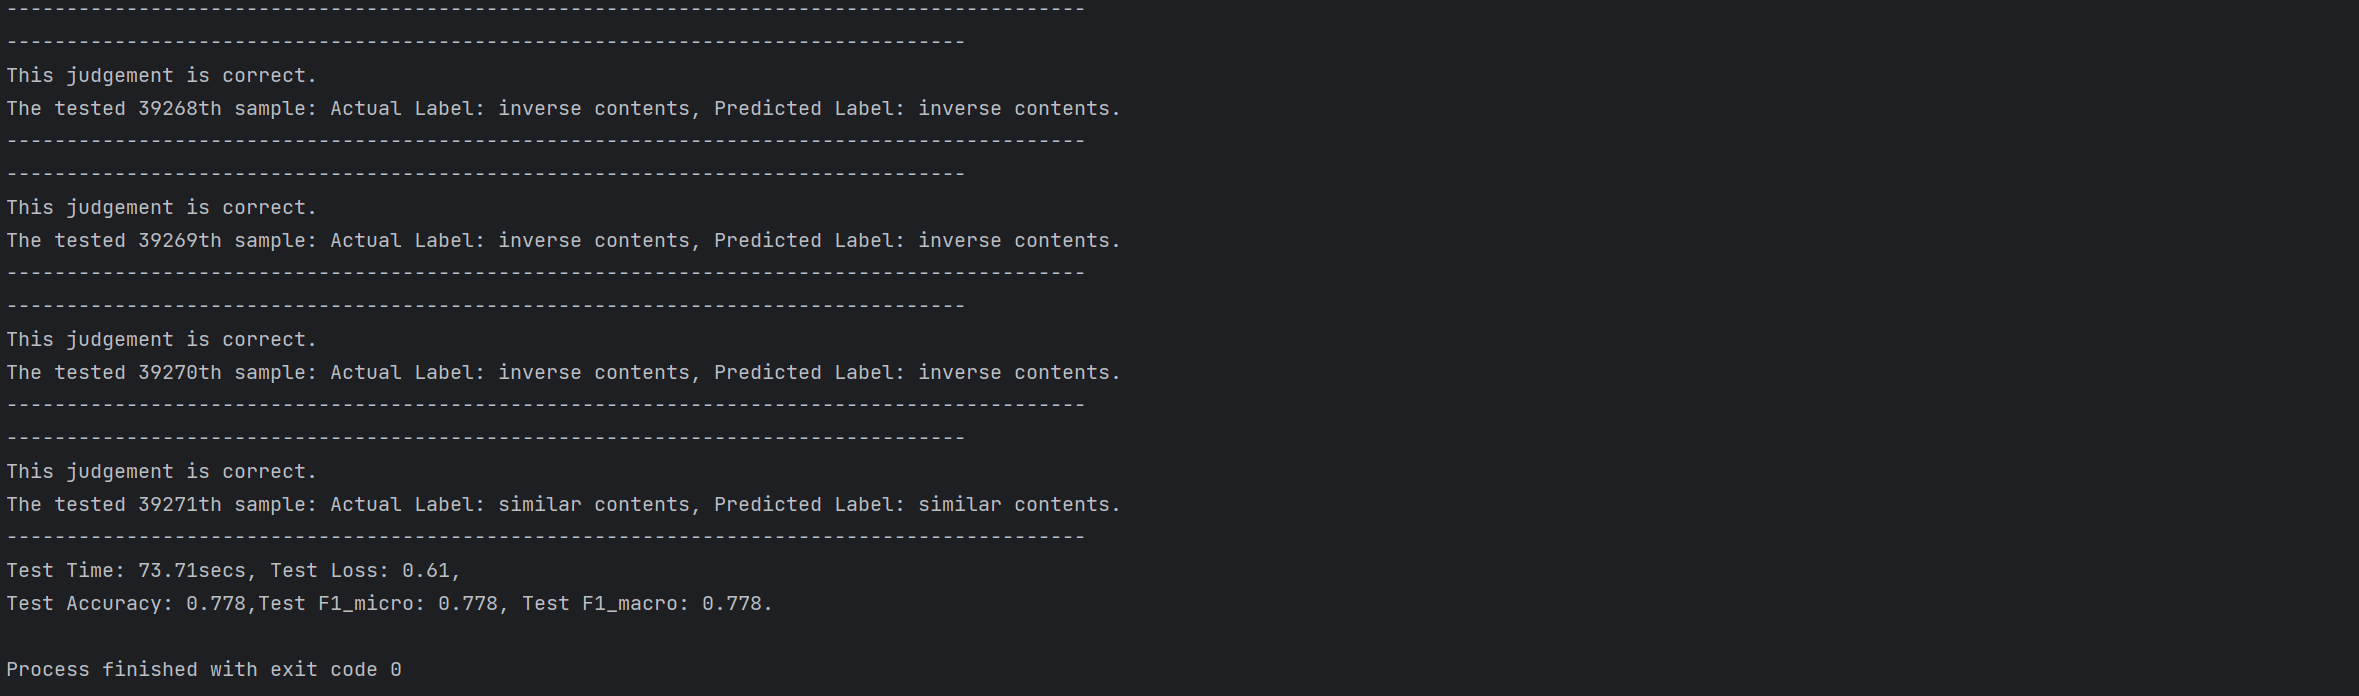 ------------------------------------------------------------------------------------------
--------------------------------------------------------------------------------
This judgement is correct.
The tested 39268th sample: Actual Label: inverse contents, Predicted Label: inverse contents.
------------------------------------------------------------------------------------------
--------------------------------------------------------------------------------
This judgement is correct.
The tested 39269th sample: Actual Label: inverse contents, Predicted Label: inverse contents.
------------------------------------------------------------------------------------------
--------------------------------------------------------------------------------
This judgement is correct.
The tested 39270th sample: Actual Label: inverse contents, Predicted Label: inverse contents.
------------------------------------------------------------------------------------------
--------------------------------------------------------------------------------
This judgement is correct.
The tested 39271th sample: Actual Label: similar contents, Predicted Label: similar contents.
------------------------------------------------------------------------------------------
Test Time: 73.71secs, Test Loss: 0.61,
Test Accuracy: 0.778,Test F1_micro: 0.778, Test F1_macro: 0.778.
Process finished with exit code 0